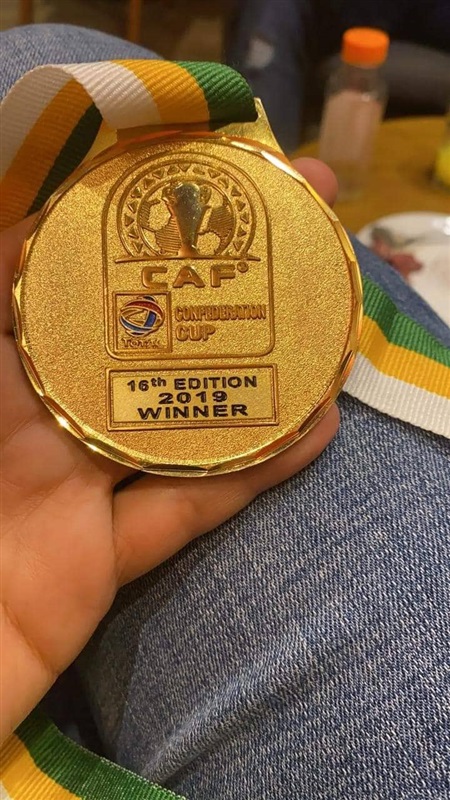 CAF®
CONFEDERATION
CUP
TOTAL
16th EDITION
2019
WINNER